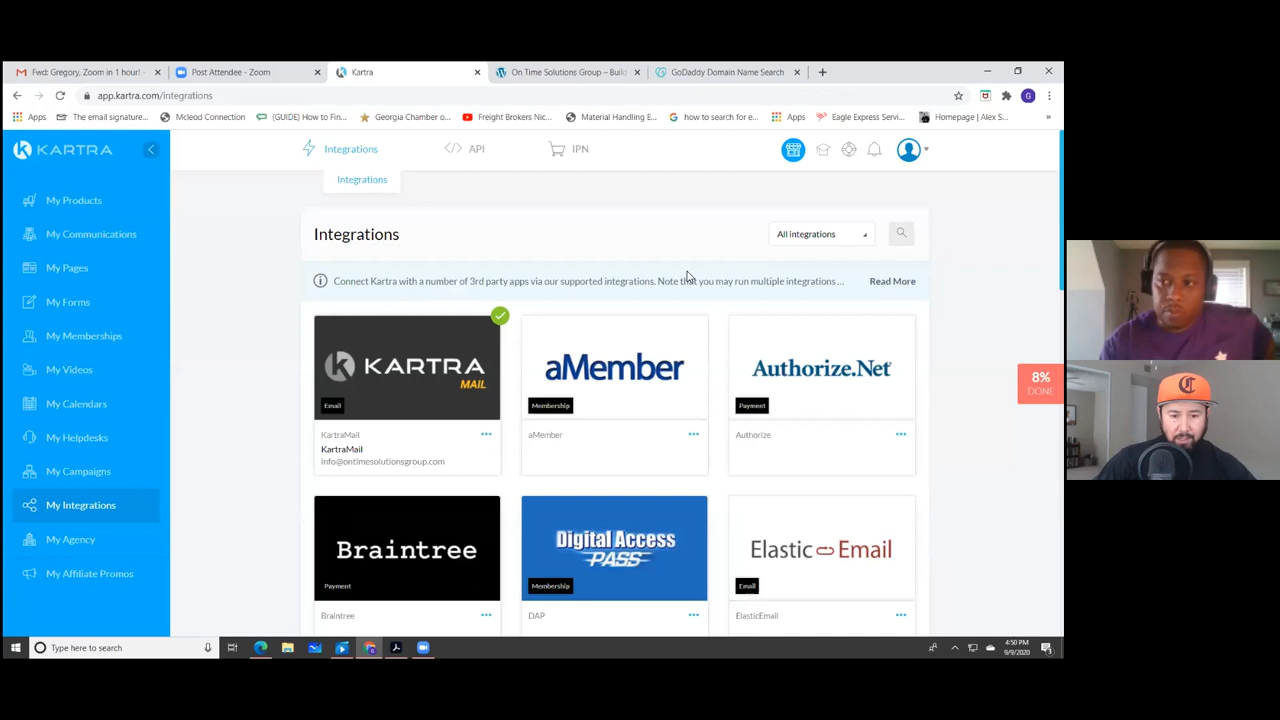 Fwd: Gregory, Zoom in 1 hour! -
Post Attendee - Zoom
Kartra
On Time Solutions Group – Build
GoDaddy Domain Name Search
app.kartra.com/integrations
Apps
The email signature...
Mcleod Connection
(GUIDE) How to Fin...
Georgia Chamber o...
Freight Brokers Nic...
Material Handling E...
how to search for e...
Apps
Eagle Express Servi...
Homepage | Alex S...
KARTRA
Integrations
API
IPN
Integrations
My Products
My Communications
My Pages
My Forms
My Memberships
My Videos
My Calendars
My Helpdesks
My Campaigns
My Integrations
My Agency
My Affiliate Promos
Integrations
All integrations
Connect Kartra with a number of 3rd party apps via our supported integrations. Note that you may run multiple integrations ...
Read More
KARTRA
MAIL
Email
KartraMail
KartraMail
info@ontimesolutionsgroup.com
aMember
Membership
aMember
Authorize.Net
Payment
Authorize
Braintree
Payment
Braintree
Digital Access
PASS
Membership
DAP
Elastic Email
Email
ElasticEmail
8%
DONE
Type here to search
4:50 PM
9/9/2020